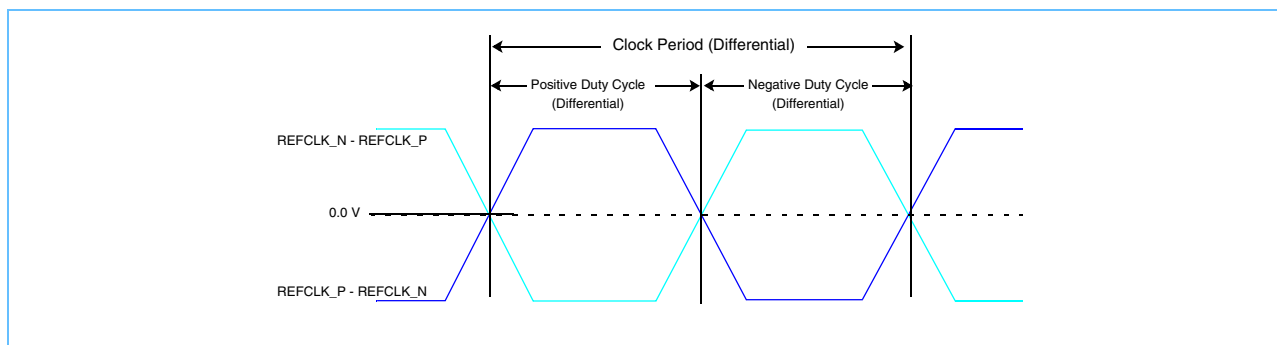 Clock Period (Differential)
Positive Duty Cycle
(Differential)
Negative Duty Cycle
(Differential)
REFCLK_N - REFCLK_P
0.0 V
REFCLK_P - REFCLK_N